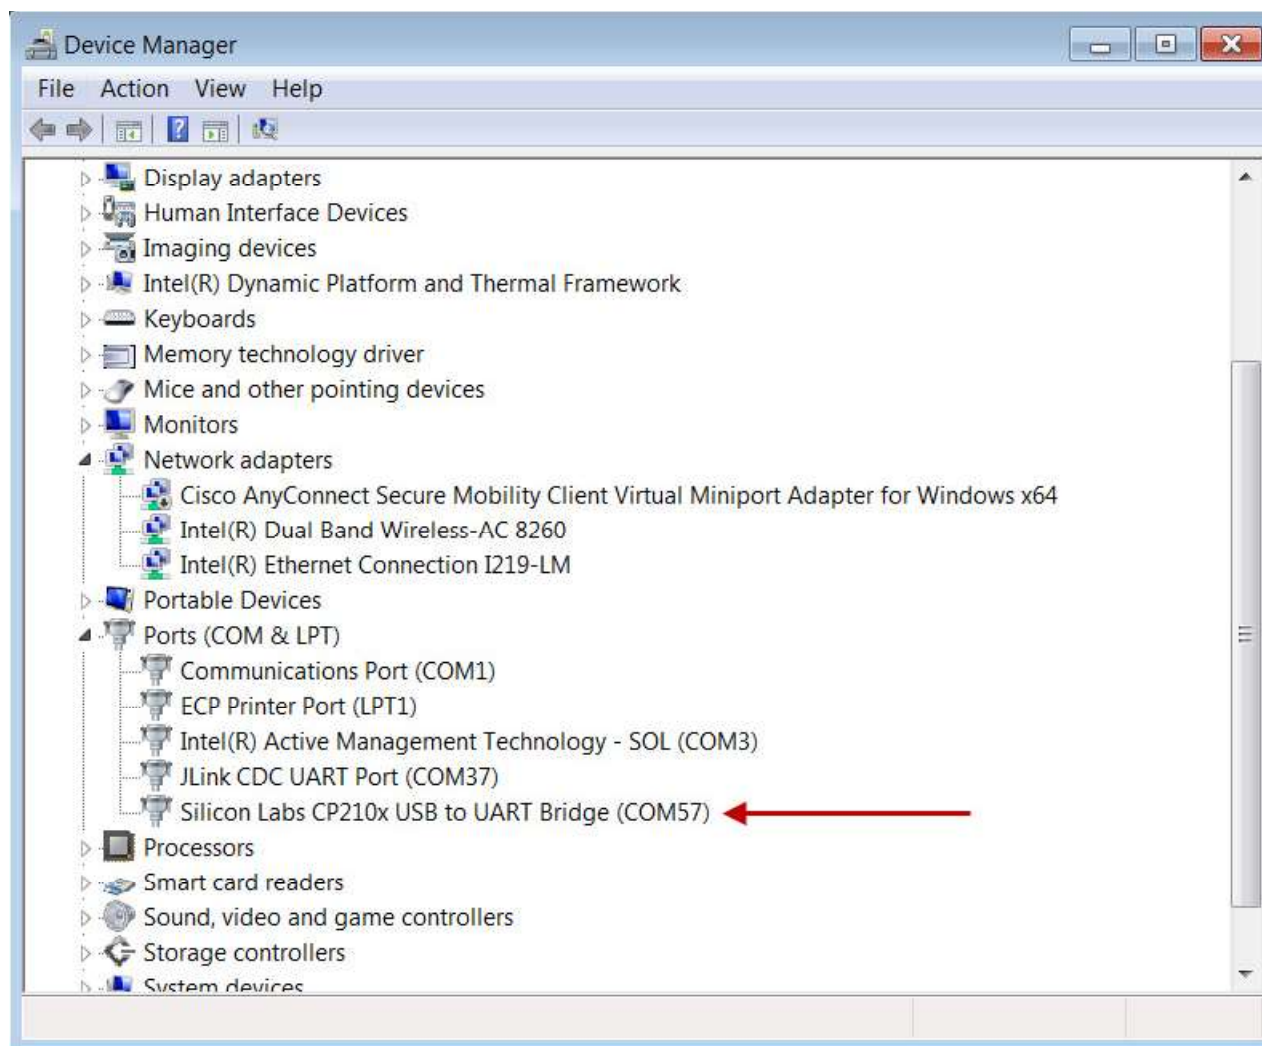 Device Manager
File Action View Help
Display adapters
Human Interface Devices
Imaging devices
Intel(R) Dynamic Platform and Thermal Framework
Keyboards
Memory technology driver
Mice and other pointing devices
Monitors
Network adapters
Cisco AnyConnect Secure Mobility Client Virtual Miniport Adapter for Windows x64
Intel(R) Dual Band Wireless-AC 8260
Intel(R) Ethernet Connection I219-LM
Portable Devices
Ports (COM & LPT)
Communications Port (COM1)
ECP Printer Port (LPT1)
Intel(R) Active Management Technology - SOL (COM3)
JLink CDC UART Port (COM37)
Silicon Labs CP210x USB to UART Bridge (COM57)
Processors
Smart card readers
Sound, video and game controllers
Storage controllers
System devices